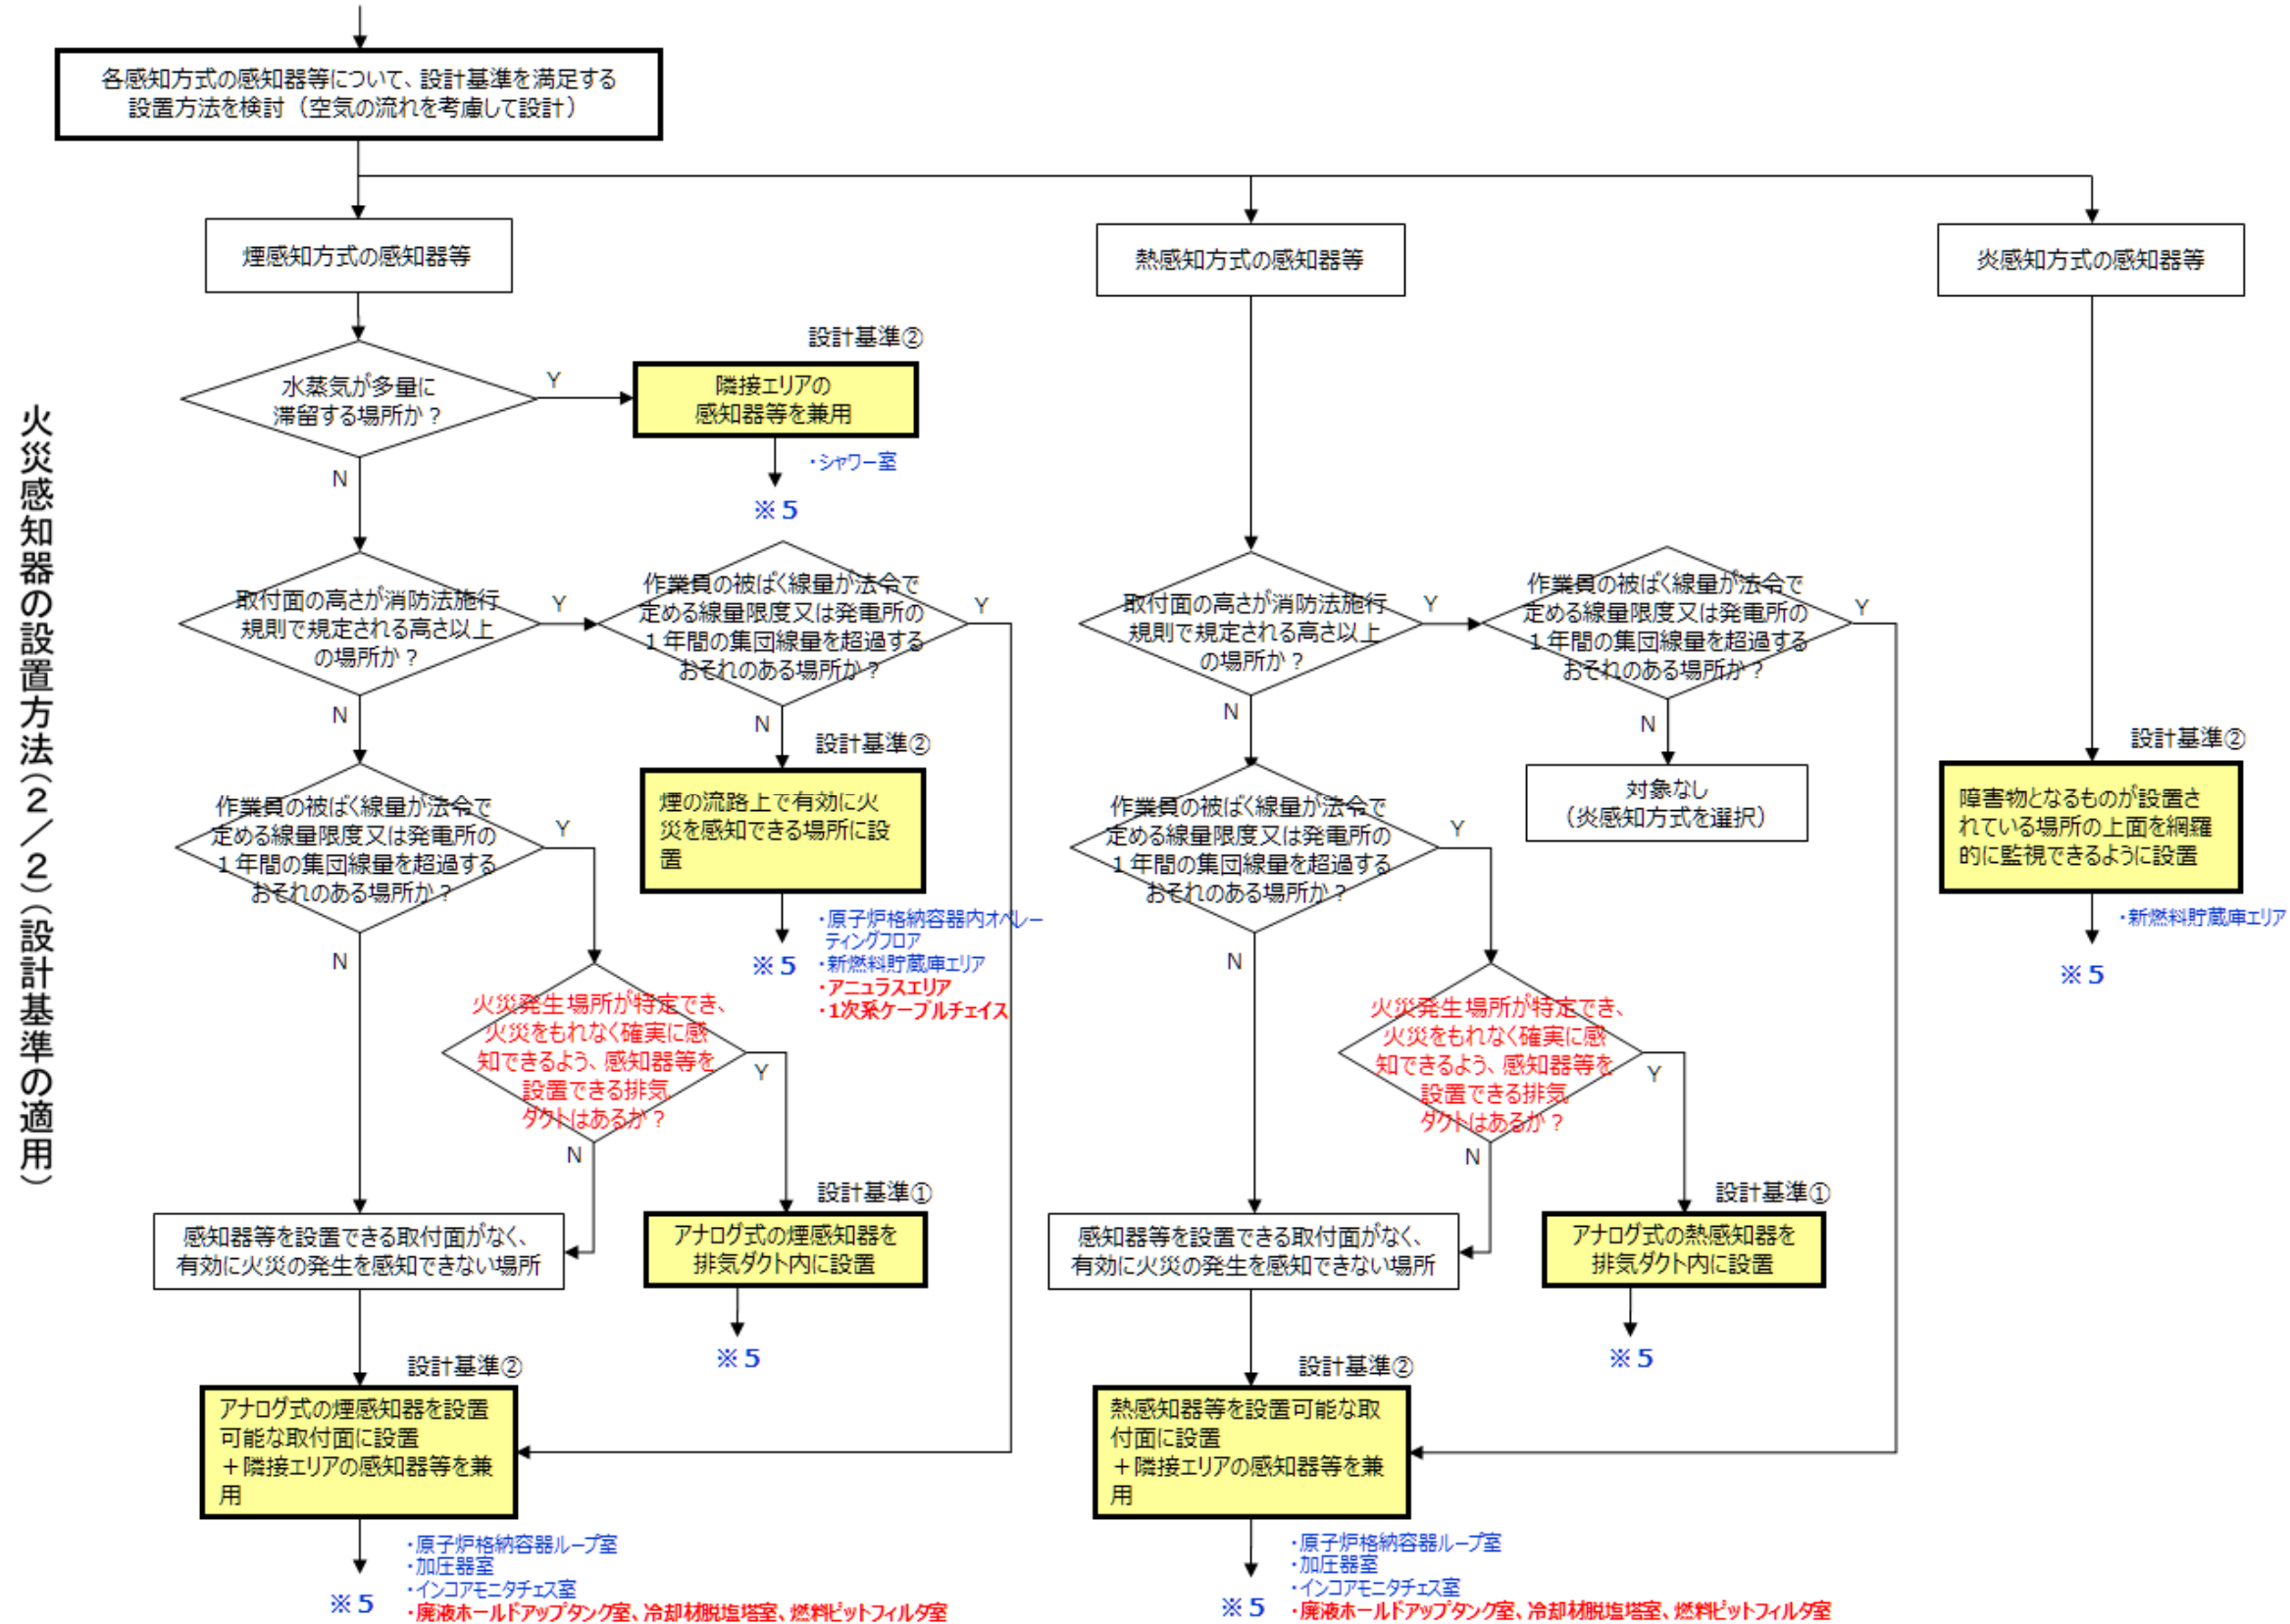 火災感知器の設置方法(2/2)(設計基準の適用)
各感知方式の感知器等について、設計基準を満足する
設置方法を検討(空気の流れを考慮して設計)
煙感知方式の感知器等
水蒸気が多量に
滞留する場所か?
Y
N
設計基準②
隣接エリアの
感知器等を兼用
・シャワー室
※5
取付面の高さが消防法施行
規則で規定される高さ以上
の場所か?
Y
N
作業員の被ばく線量が法令で
定める線量限度又は発電所の
1年間の集団線量を超過する
おそれのある場所か?
Y
N
設計基準②
煙の流路上で有効に火
災を感知できる場所に設
置
・原子炉格納容器内オペレー
ティングフロア
・新燃料貯蔵庫エリア
・アニュラスエリア
・1次系ケーブルチェイス
※5
作業員の被ばく線量が法令で
定める線量限度又は発電所の
1年間の集団線量を超過する
おそれのある場所か?
Y
N
火災発生場所が特定でき、
火災をもれなく確実に感
知できるよう、感知器等を
設置できる排気
ダクトはあるか?
Y
N
設計基準①
アナログ式の煙感知器を
排気ダクト内に設置
※5
感知器等を設置できる取付面がなく、
有効に火災の発生を感知できない場所
設計基準②
アナログ式の煙感知器を設置
可能な取付面に設置
+隣接エリアの感知器等を兼
用
・原子炉格納容器ループ室
・加圧器室
・インコアモニタチェス室
・廃液ホールドアップタンク室、冷却材脱塩塔室、燃料ピットフィルタ室
※5
熱感知方式の感知器等
取付面の高さが消防法施行
規則で規定される高さ以上
の場所か?
Y
N
作業員の被ばく線量が法令で
定める線量限度又は発電所の
1年間の集団線量を超過する
おそれのある場所か?
Y
N
対象なし
(炎感知方式を選択)
作業員の被ばく線量が法令で
定める線量限度又は発電所の
1年間の集団線量を超過する
おそれのある場所か?
Y
N
火災発生場所が特定でき、
火災をもれなく確実に感
知できるよう、感知器等を
設置できる排気
ダクトはあるか?
Y
N
設計基準①
アナログ式の熱感知器を
排気ダクト内に設置
※5
感知器等を設置できる取付面がなく、
有効に火災の発生を感知できない場所
設計基準②
熱感知器等を設置可能な取
付面に設置
+隣接エリアの感知器等を兼
用
・原子炉格納容器ループ室
・加圧器室
・インコアモニタチェス室
・廃液ホールドアップタンク室、冷却材脱塩塔室、燃料ピットフィルタ室
※5
炎感知方式の感知器等
設計基準②
障害物となるものが設置さ
れている場所の上面を網羅
的に監視できるように設置
・新燃料貯蔵庫エリア
※5